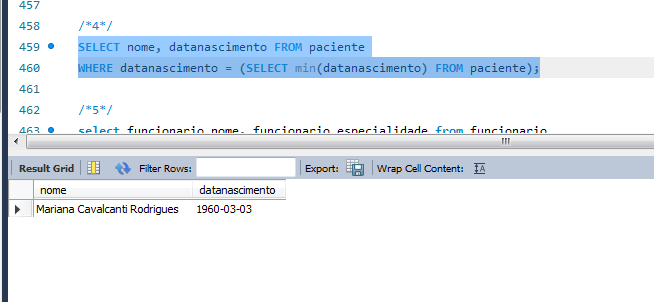 457
458 /*4*/
459 SELECT nome, datanascimento FROM paciente
460 WHERE datanascimento = (SELECT min(datanascimento) FROM paciente);
461
462 /*5*/
463 select funcionario.nome, funcionario.especialidade from funcionario
Result Grid Filter Rows: Export: Wrap Cell Content:
nome datanascimento
Mariana Cavalcanti Rodrigues 1960-03-03